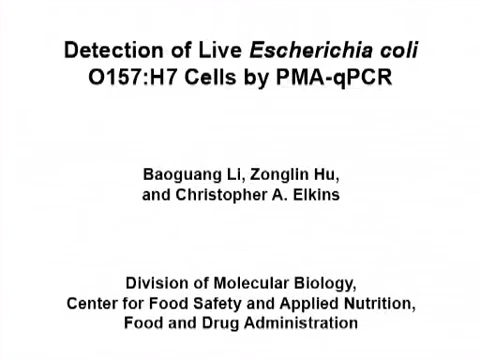 Detection of Live Escherichia coli
O157:H7 Cells by PMA-qPCR
Baoguang Li, Zonglin Hu,
and Christopher A. Elkins
Division of Molecular Biology,
Center for Food Safety and Applied Nutrition,
Food and Drug Administration